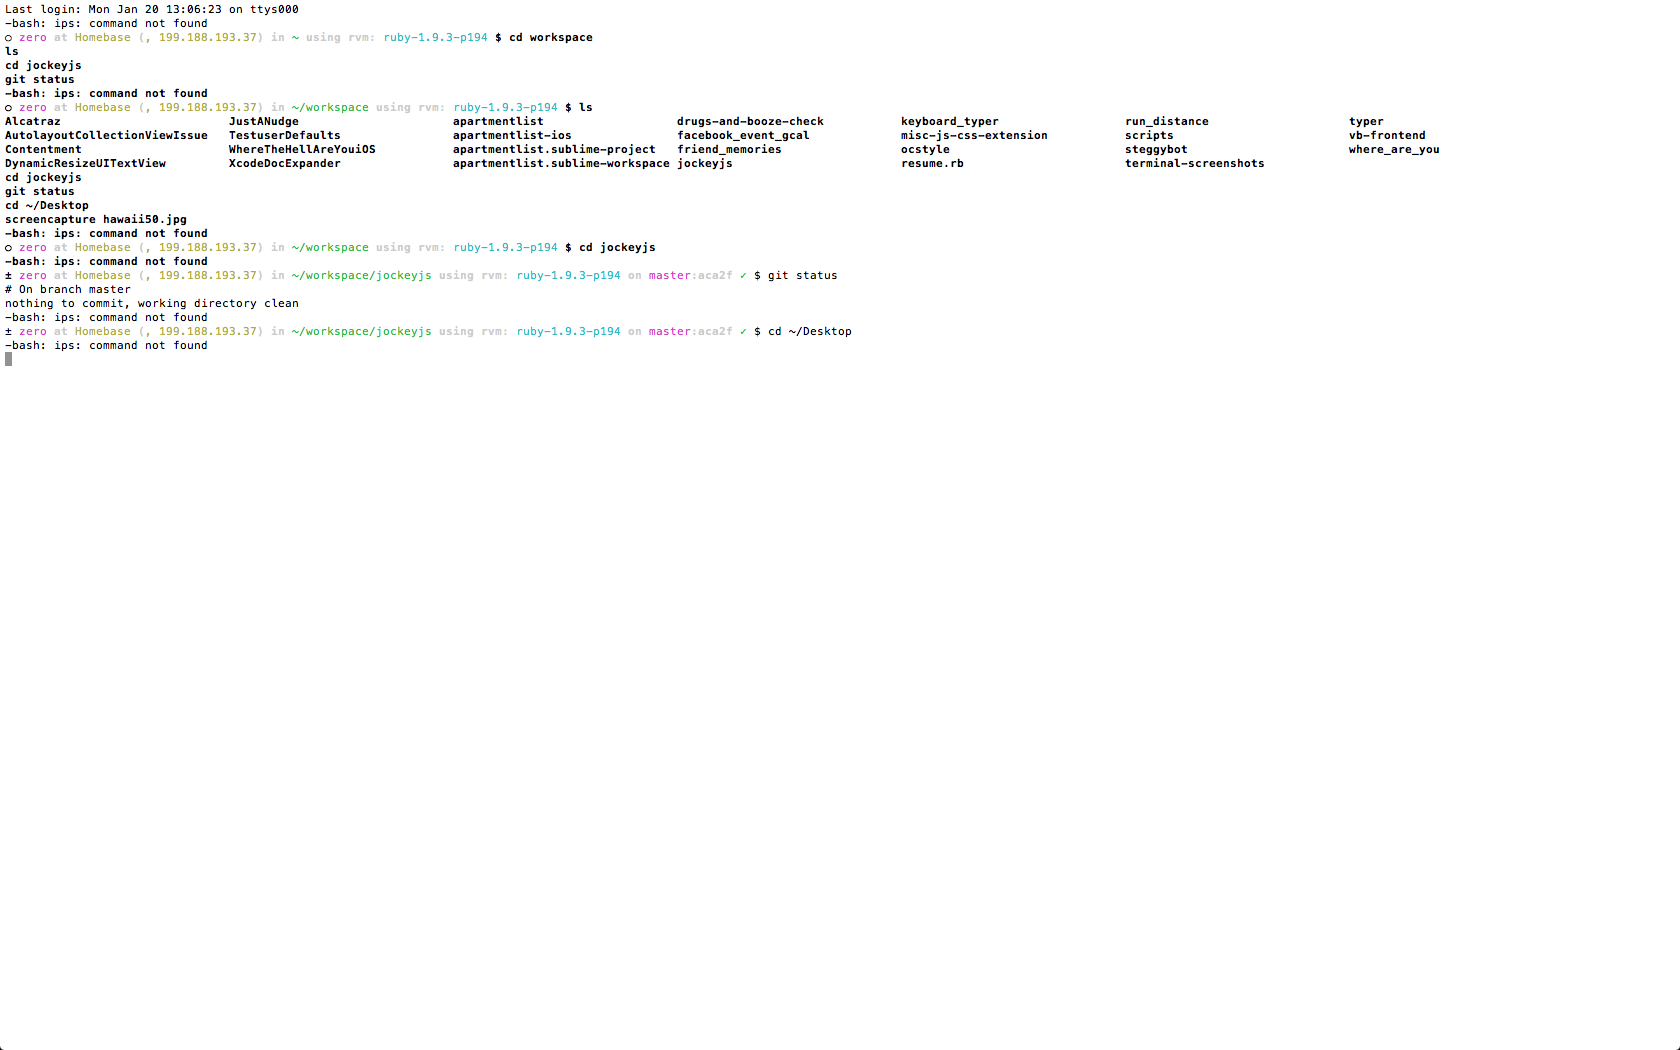 Last login: Mon Jan 20 13:06:23 on ttys000
-bash: ips: command not found
○ zero at Homebase (, 199.188.193.37) in ~ using rvm: ruby-1.9.3-p194 $ cd workspace
ls
cd jockeyjs
git status
-bash: ips: command not found
○ zero at Homebase (, 199.188.193.37) in ~/workspace using rvm: ruby-1.9.3-p194 $ ls
Alcatraz JustANudge apartmentlist drugs-and-booze-check keyboard_typer run_distance typer
AutolayoutCollectionViewIssue TestuserDefaults apartmentlist-ios facebook_event_gcal misc-js-css-extension scripts vb-frontend
Contentment WhereTheHellAreYouiOS apartmentlist.sublime-project friend_memories ocstyle steggybot where_are_you
DynamicResizeUITextView XcodeDocExpander apartmentlist.sublime-workspace jockeyjs resume.rb terminal-screenshots
cd jockeyjs
git status
cd ~/Desktop
screencapture hawaii50.jpg
-bash: ips: command not found
○ zero at Homebase (, 199.188.193.37) in ~/workspace using rvm: ruby-1.9.3-p194 $ cd jockeyjs
-bash: ips: command not found
± zero at Homebase (, 199.188.193.37) in ~/workspace/jockeyjs using rvm: ruby-1.9.3-p194 on master:aca2f ✓ $ git status
# On branch master
nothing to commit, working directory clean
-bash: ips: command not found
± zero at Homebase (, 199.188.193.37) in ~/workspace/jockeyjs using rvm: ruby-1.9.3-p194 on master:aca2f ✓ $ cd ~/Desktop
-bash: ips: command not found